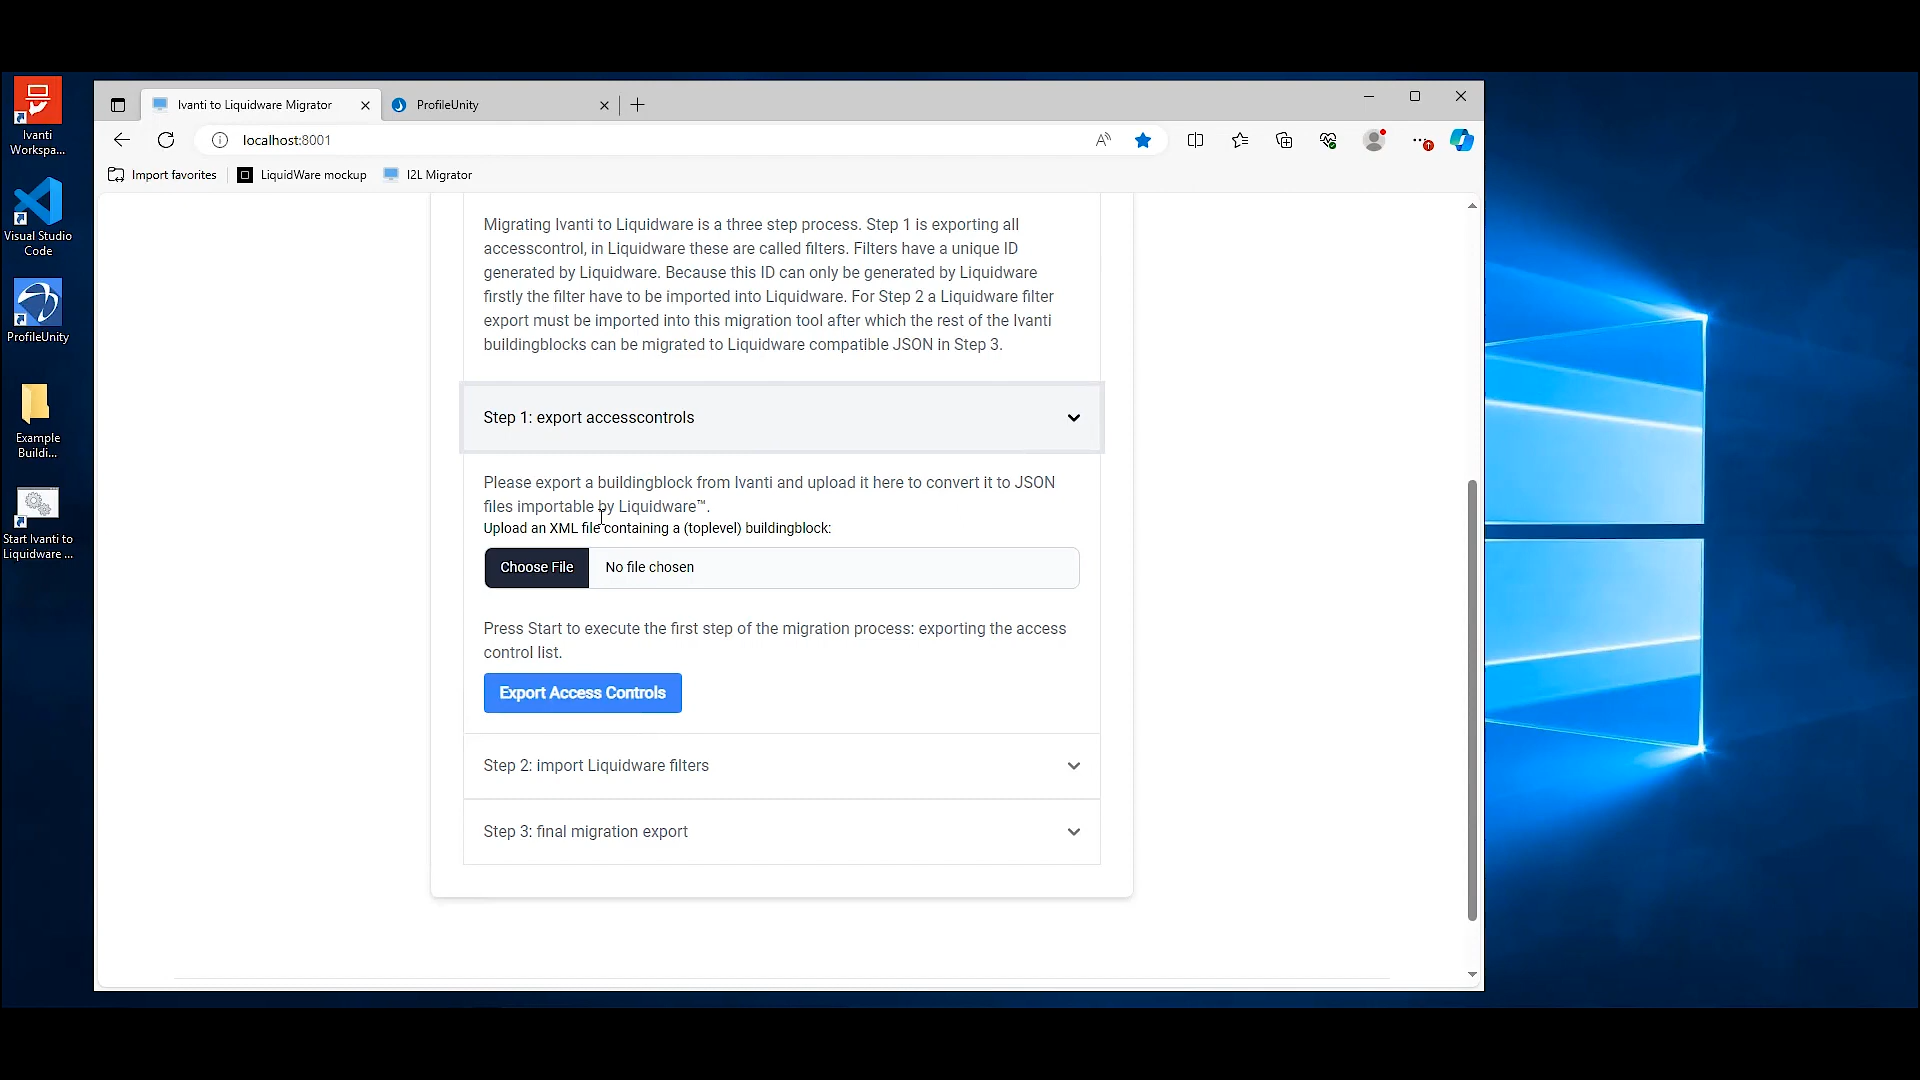 Ivanti
Workspa...
Visual Studio
Code
ProfileUnity
Example
Buildi...
Start Ivanti to
Liquidware ...
Ivanti to Liquidware Migrator
ProfileUnity
localhost:8001
Import favorites
LiquidWare mockup
I2L Migrator
Migrating Ivanti to Liquidware is a three step process. Step 1 is exporting all
accesscontrol, in Liquidware these are called filters. Filters have a unique ID
generated by Liquidware. Because this ID can only be generated by Liquidware
firstly the filter have to be imported into Liquidware. For Step 2 a Liquidware filter
export must be imported into this migration tool after which the rest of the Ivanti
buildingblocks can be migrated to Liquidware compatible JSON in Step 3.
Step 1: export accesscontrols
Please export a buildingblock from Ivanti and upload it here to convert it to JSON
files importable by Liquidware™.
Upload an XML file containing a (toplevel) buildingblock:
Choose File No file chosen
Press Start to execute the first step of the migration process: exporting the access
control list.
Export Access Controls
Step 2: import Liquidware filters
Step 3: final migration export